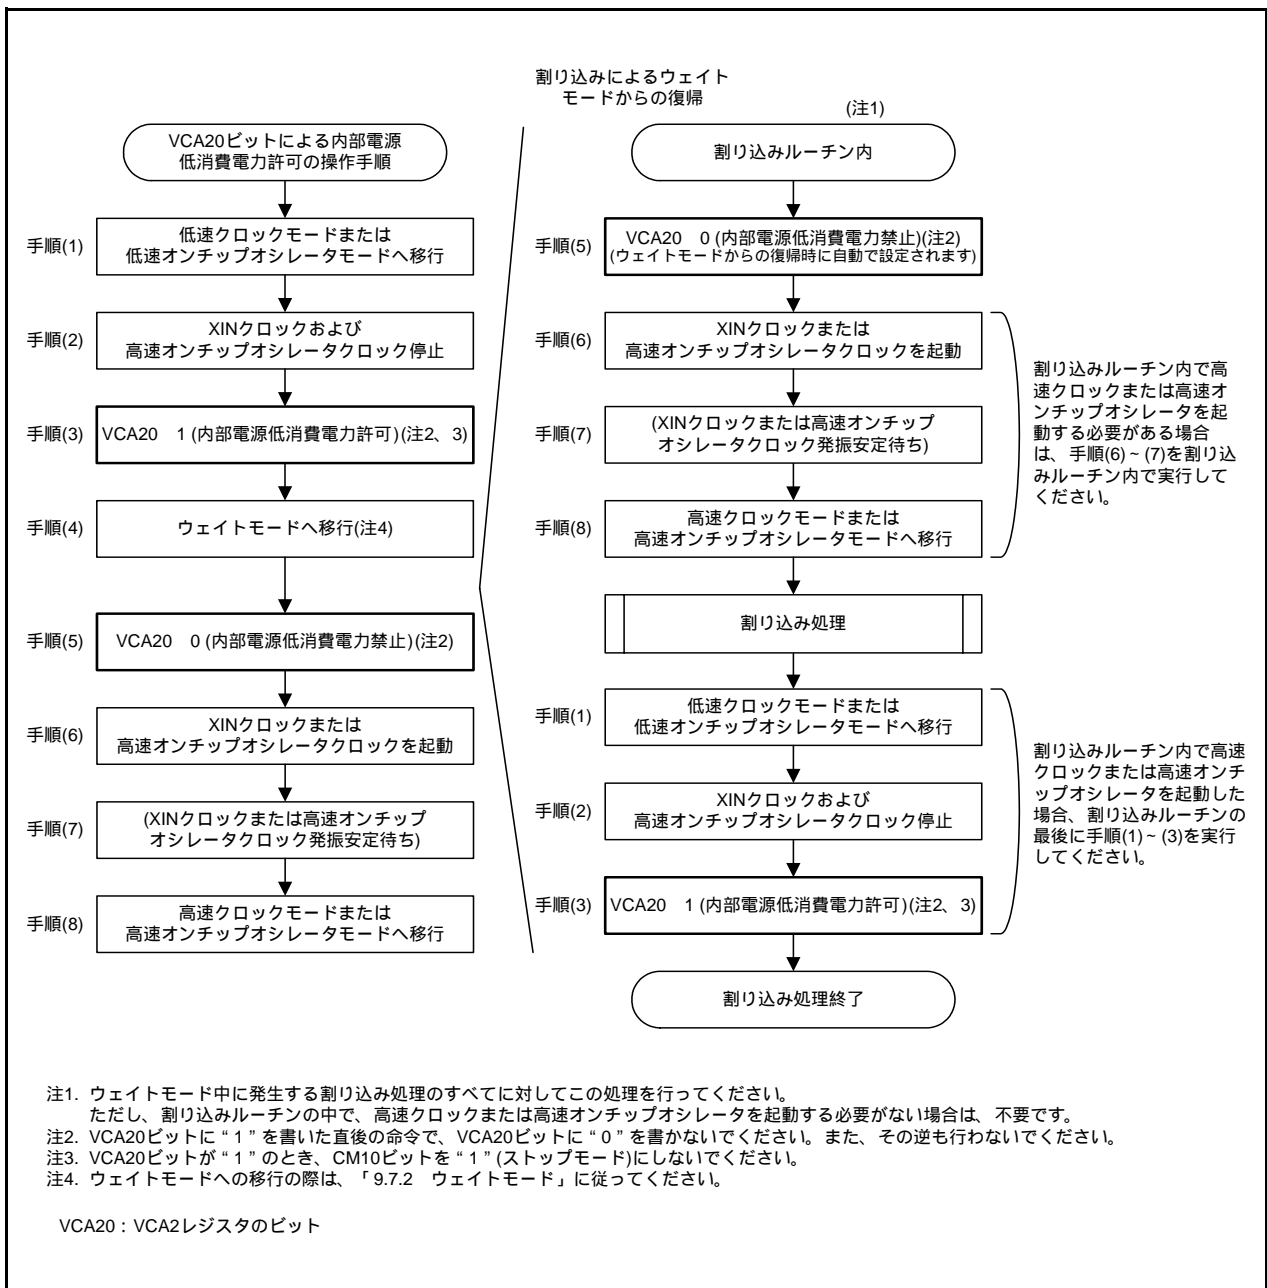 VCA20ビットによる内部電源
低消費電力許可の操作手順
手順(1)
低速クロックモードまたは
低速オンチップオシレータモードへ移行
手順(2)
XINクロックおよび
高速オンチップオシレータクロック停止
手順(3)
VCA20　1 (内部電源低消費電力許可)(注2、3)
手順(4)
ウェイトモードへ移行(注4)
手順(5)
VCA20　0 (内部電源低消費電力禁止)(注2)
手順(6)
XINクロックまたは
高速オンチップオシレータクロックを起動
手順(7)
(XINクロックまたは高速オンチップ
オシレータクロック発振安定待ち)
手順(8)
高速クロックモードまたは
高速オンチップオシレータモードへ移行
割り込みによるウェイト
モードからの復帰
(注1)
割り込みルーチン内
手順(5)
VCA20　0 (内部電源低消費電力禁止)(注2)
(ウェイトモードからの復帰時に自動で設定されます)
手順(6)
XINクロックまたは
高速オンチップオシレータクロックを起動
手順(7)
(XINクロックまたは高速オンチップ
オシレータクロック発振安定待ち)
手順(8)
高速クロックモードまたは
高速オンチップオシレータモードへ移行
割り込みルーチン内で高
速クロックまたは高速オ
ンチップオシレータを起
動する必要がある場合
は、手順(6)~(7)を割り込
みルーチン内で実行して
ください。
割り込み処理
手順(1)
低速クロックモードまたは
低速オンチップオシレータモードへ移行
手順(2)
XINクロックおよび
高速オンチップオシレータクロック停止
手順(3)
VCA20　1 (内部電源低消費電力許可)(注2、3)
割り込みルーチン内で高速
クロックまたは高速オンチ
ップオシレータを起動した
場合、割り込みルーチンの
最後に手順(1)~(3)を実行
してください。
割り込み処理終了
注1. ウェイトモード中に発生する割り込み処理のすべてに対してこの処理を行ってください。
ただし、割り込みルーチンの中で、高速クロックまたは高速オンチップオシレータを起動する必要がない場合は、不要です。
注2. VCA20ビットに“1”を書いた直後の命令で、VCA20ビットに“0”を書かないでください。また、その逆も行わないでください。
注3. VCA20ビットが“1”のとき、CM10ビットを“1”(ストップモード)にしないでください。
注4. ウェイトモードへの移行の際は、「9.7.2　ウェイトモード」に従ってください。
VCA20：VCA2レジスタのビット